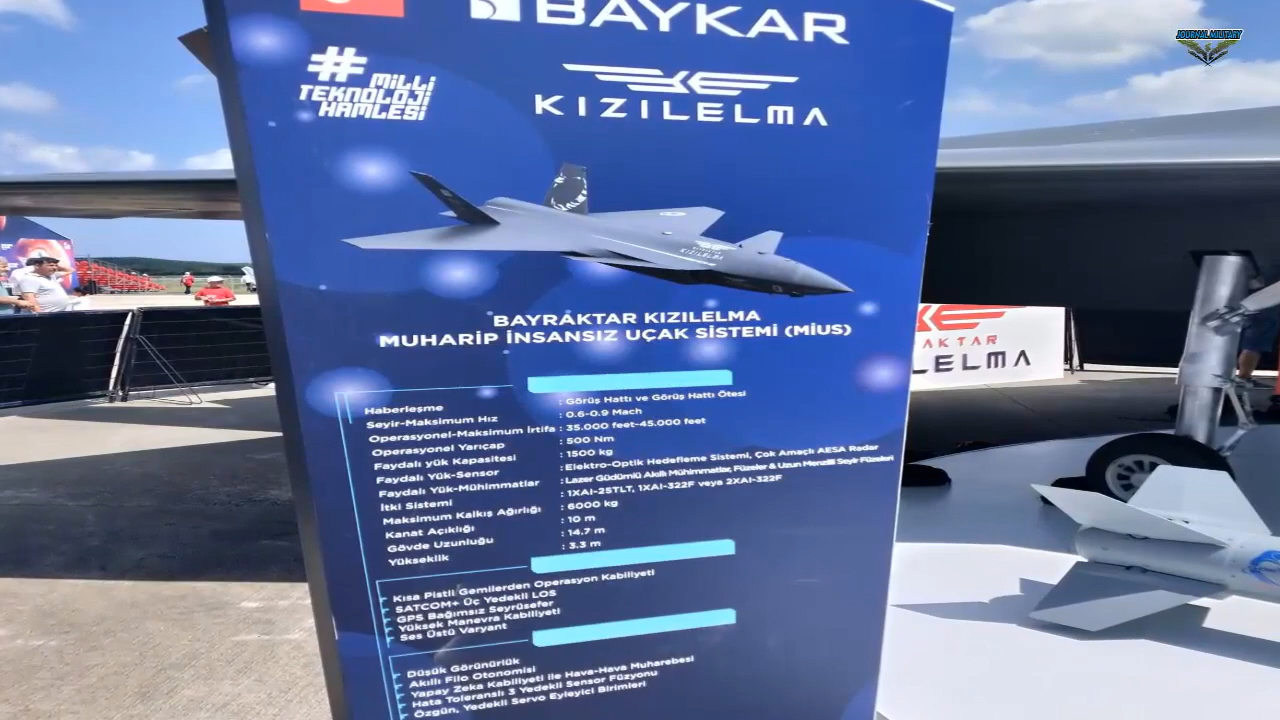 BAYKAR
JOURNAL MILITARY
#MİLLİ
TEKNOLOJİ
HAMLESİ
KIZILELMA
KIZILELMA
BAYRAKTAR KIZILELMA
MUHARİP İNSANSIZ UÇAK SİSTEMİ (MİUS)
AKTAR
LELMA
Haberleşme : Görüş Hattı ve Görüş Hattı Ötesi
Seyir-Maksimum Hız : 0.6-0.9 Mach
Operasyonel-Maksimum İrtifa : 35.000 feet-45.000 feet
Operasyonel Yarıçap : 500 Nm
Faydalı yük Kapasitesi : 1500 kg
Faydalı Yük-Sensor : Elektro-Optik Hedefleme Sistemi, Çok Amaçlı AESA Radar
Faydalı Yük-Mühimmatlar : Lazer Güdümlü Akıllı Mühimmatlar, Füzeler & Uzun Menzilli Seyir Füzeleri
İtki Sistemi : 1XAI-25TLT, 1XAI-322F veya 2XAI-322F
Maksimum Kalkış Ağırlığı : 6000 kg
Kanat Açıklığı : 10 m
Gövde Uzunluğu : 14.7 m
Yükseklik : 3.3 m
Kısa Pistli Gemilerden Operasyon Kabiliyeti
SATCOM+ Üç Yedekli LOS
GPS Bağımsız Seyrüsefer
Yüksek Manevra Kabiliyeti
Ses Üstü Varyant
Düşük Görünürlük
Akıllı Filo Otonomisi
Yapay Zeka Kabiliyeti ile Hava-Hava Muharebesi
Hata Toleranslı 3 Yedekli Sensor Füzyonu
Özgün, Yedekli Servo Eyleyici Birimleri